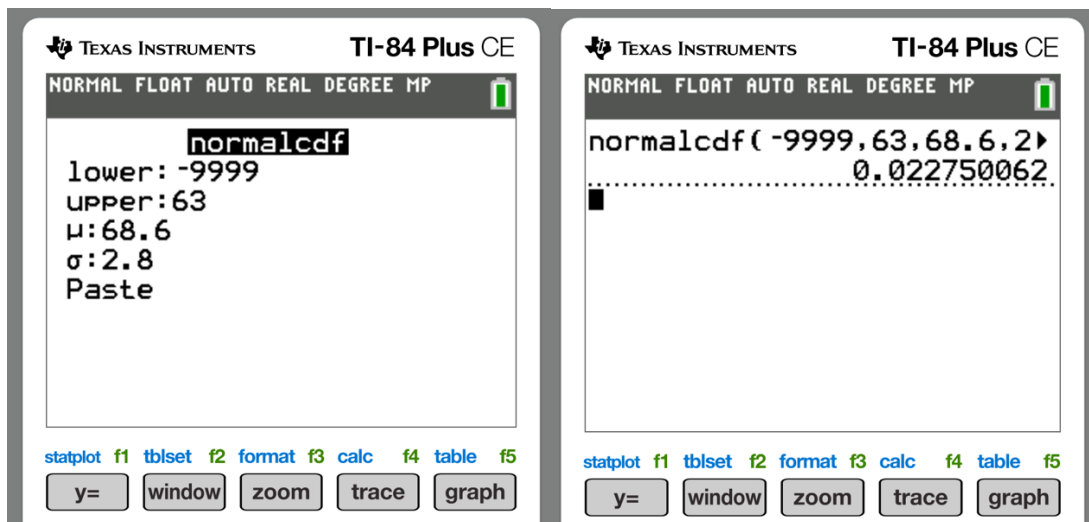 TEXAS INSTRUMENTS TI-84 Plus CE
NORMAL FLOAT AUTO REAL DEGREE MP
normalcdf
lower: -9999
upper:63
μ:68.6
σ:2.8
Paste
statplot f1 tblset f2 format f3 calc f4 table f5
y= window zoom trace graph
TEXAS INSTRUMENTS TI-84 Plus CE
NORMAL FLOAT AUTO REAL DEGREE MP
normalcdf(-9999,63,68.6,2
0.022750062
statplot f1 tblset f2 format f3 calc f4 table f5
y= window zoom trace graph